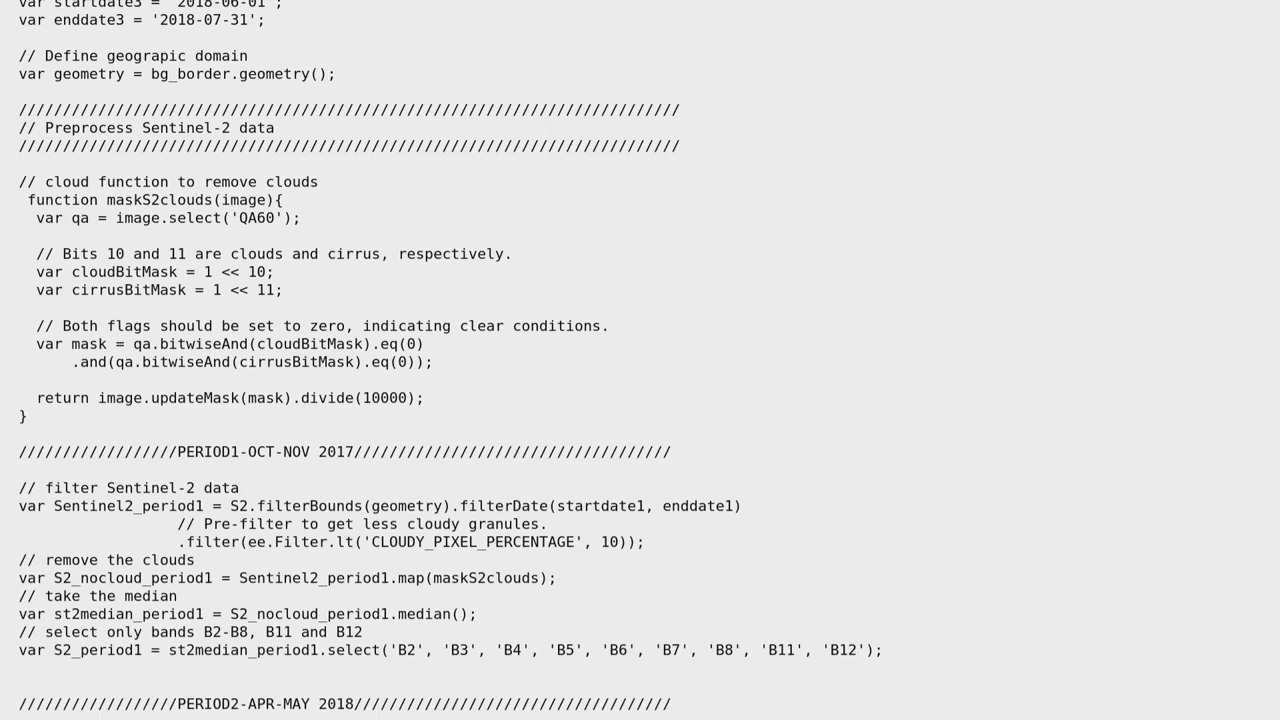 var startdate3 = '2018-06-01';
var enddate3 = '2018-07-31';
// Define geograpic domain
var geometry = bg_border.geometry();
///////////////////////////////////////////////////////////////////////////
// Preprocess Sentinel-2 data
///////////////////////////////////////////////////////////////////////////
// cloud function to remove clouds
function maskS2clouds(image){
var qa = image.select('QA60');
// Bits 10 and 11 are clouds and cirrus, respectively.
var cloudBitMask = 1 << 10;
var cirrusBitMask = 1 << 11;
// Both flags should be set to zero, indicating clear conditions.
var mask = qa.bitwiseAnd(cloudBitMask).eq(0)
.and(qa.bitwiseAnd(cirrusBitMask).eq(0));
return image.updateMask(mask).divide(10000);
}
//////////////////PERIOD1-OCT-NOV 2017////////////////////////////////////
// filter Sentinel-2 data
var Sentinel2_period1 = S2.filterBounds(geometry).filterDate(startdate1, enddate1)
// Pre-filter to get less cloudy granules.
.filter(ee.Filter.lt('CLOUDY_PIXEL_PERCENTAGE', 10));
// remove the clouds
var S2_nocloud_period1 = Sentinel2_period1.map(maskS2clouds);
// take the median
var st2median_period1 = S2_nocloud_period1.median();
// select only bands B2-B8, B11 and B12
var S2_period1 = st2median_period1.select('B2', 'B3', 'B4', 'B5', 'B6', 'B7', 'B8', 'B11', 'B12');
//////////////////PERIOD2-APR-MAY 2018////////////////////////////////////